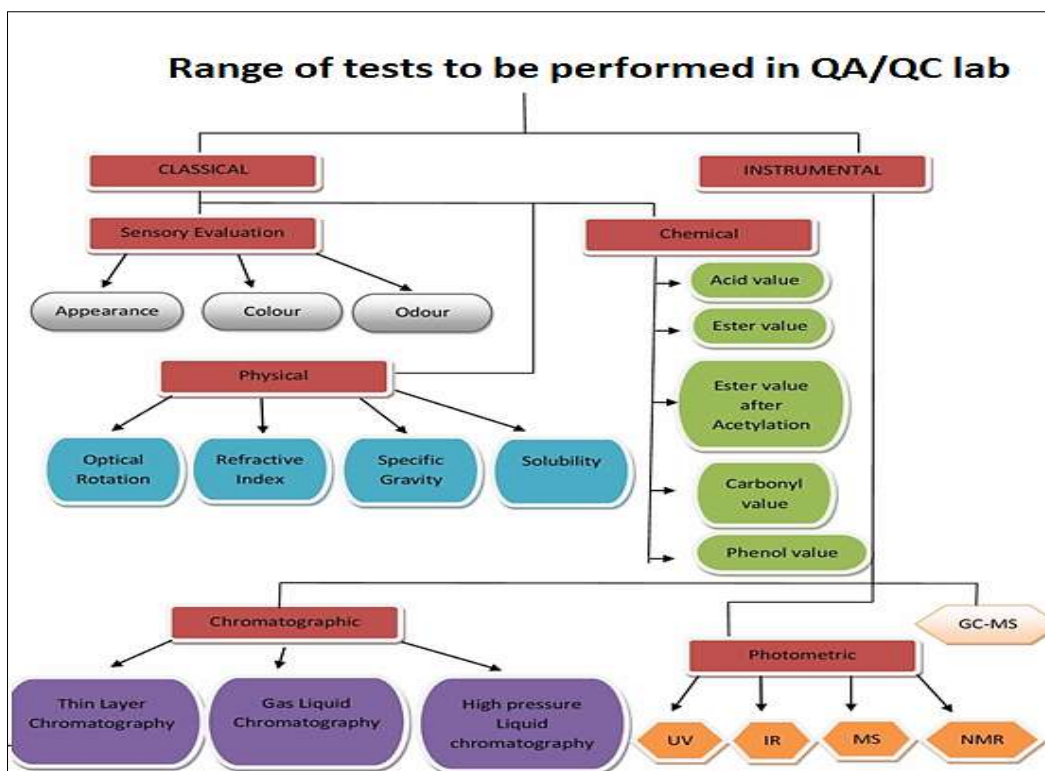 Range of tests to be performed in QA/QC lab
CLASSICAL
INSTRUMENTAL
Sensory Evaluation
Chemical
Appearance
Colour
Odour
Acid value
Ester value
Ester value
after
Acetylation
Carbonyl
value
Phenol value
Physical
Optical
Rotation
Refractive
Index
Specific
Gravity
Solubility
Chromatographic
GC-MS
Photometric
Thin Layer
Chromatography
Gas Liquid
Chromatography
High pressure
Liquid
chromatography
UV
IR
MS
NMR